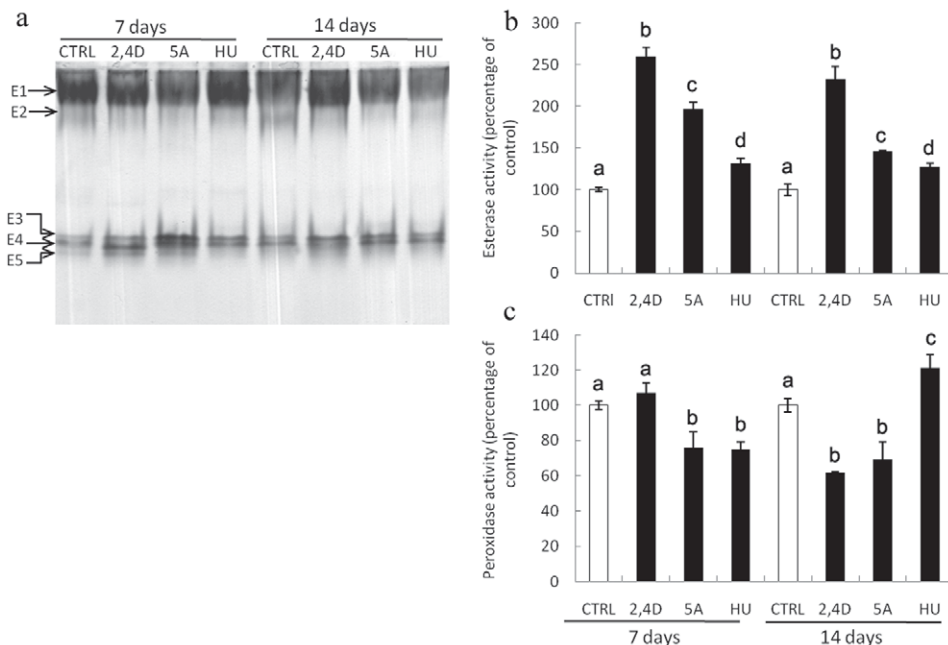 a
7 days 14 days
CTRL 2,4D 5A HU CTRL 2,4D 5A HU
E1
E2
E3
E4
E5
b
Esterase activity (percentage of
control)
300
250
200
150
100
50
0
a b c d a b c d
CTRl 2,4D 5A HU CTRL 2,4D 5A HU
c
Peroxidase activity (percentage of
control)
140
120
100
80
60
40
20
0
a a b b a b b c
CTRL 2,4D 5A HU CTRL 2,4D 5A HU
7 days 14 days